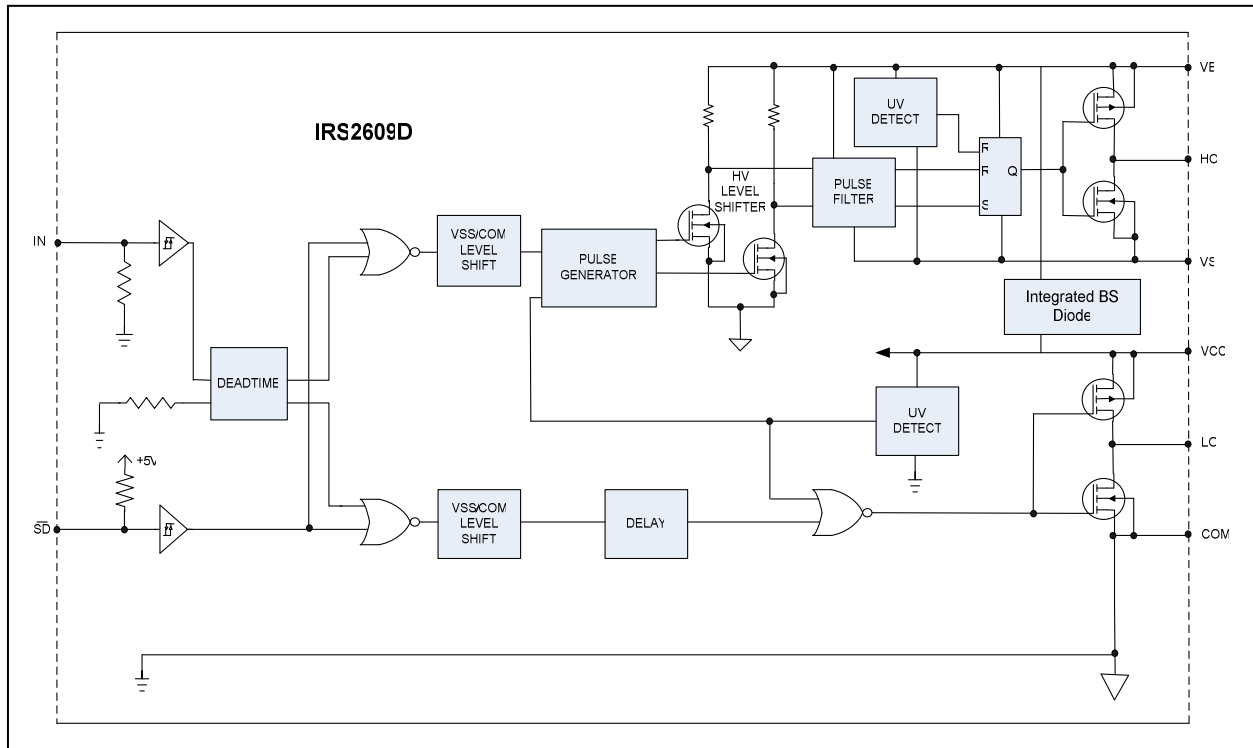 IRS2609D
VB
UV
DETECT
HO
R
R
Q
S
PULSE
FILTER
HV
LEVEL
SHIFTER
IN
VSS/COM
LEVEL
SHIFT
PULSE
GENERATOR
VS
Integrated BS
Diode
VCC
DEADTIME
UV
DETECT
LO
+5V
SD
VSS/COM
LEVEL
SHIFT
DELAY
COM